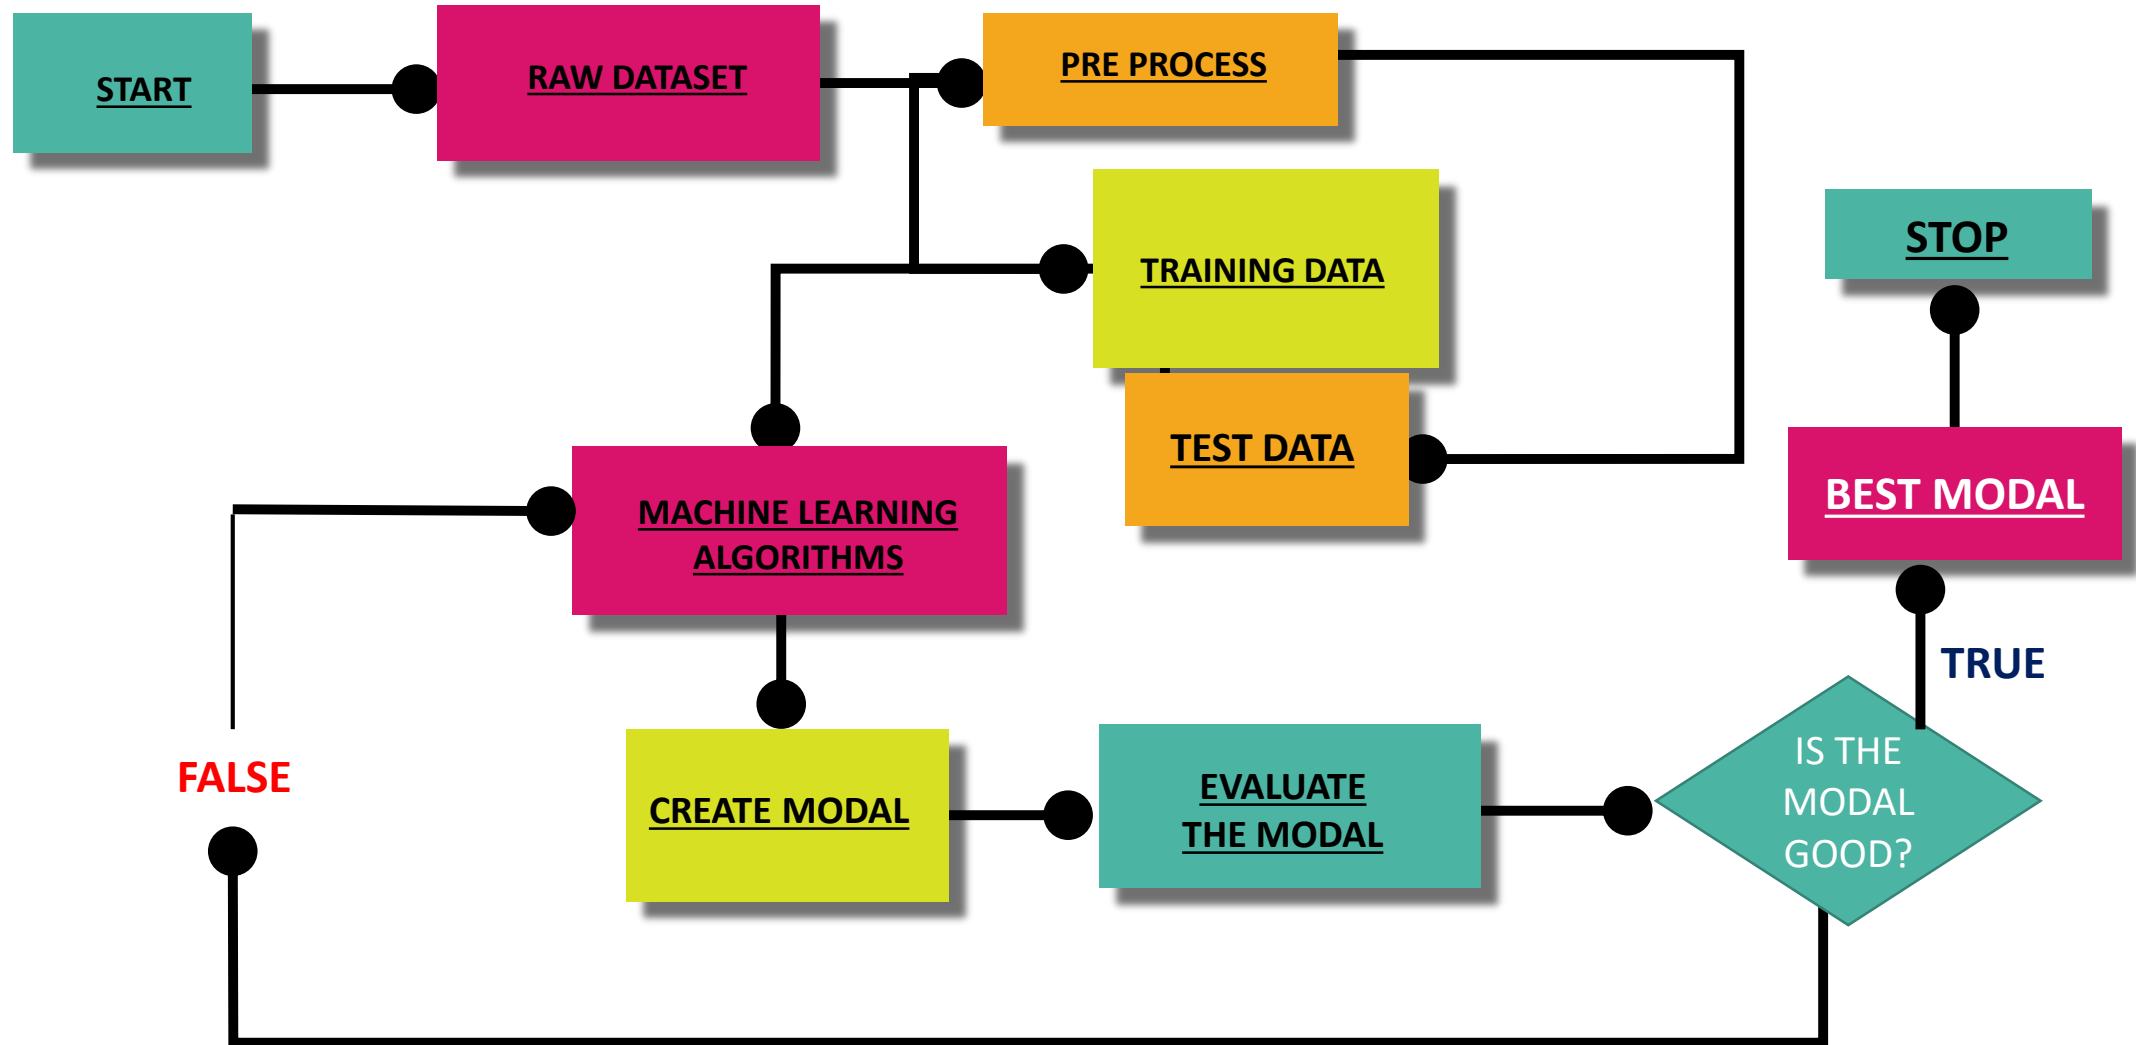 START
RAW DATASET
PRE PROCESS
TRAINING DATA
STOP
TEST DATA
BEST MODAL
MACHINE LEARNING
ALGORITHMS
TRUE
FALSE
CREATE MODAL
EVALUATE
THE MODAL
IS THE
MODAL
GOOD?